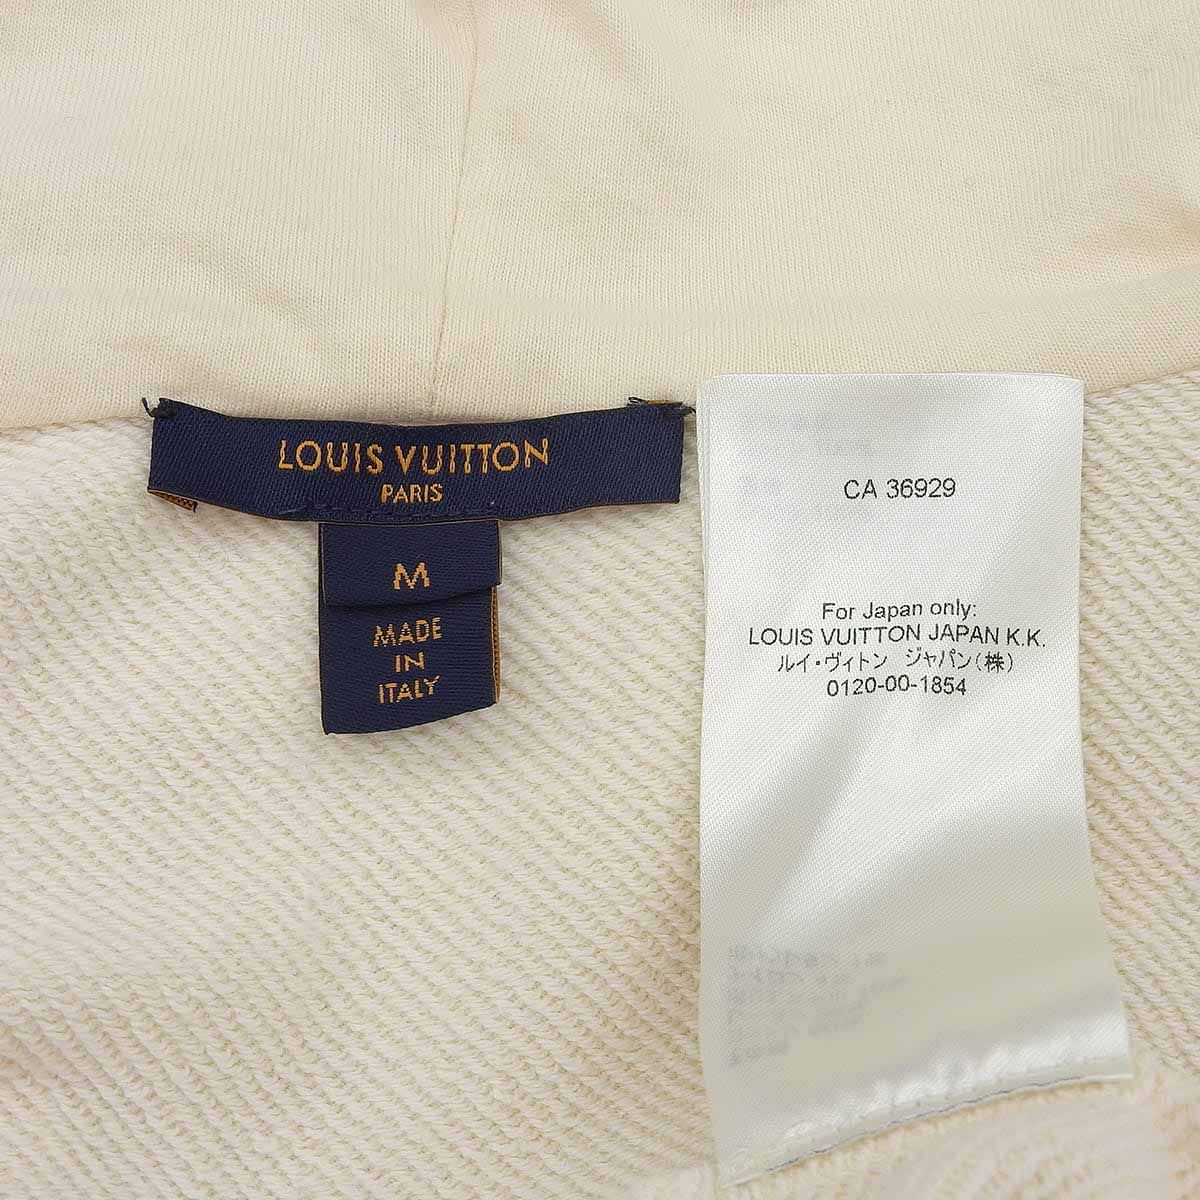 LOUIS VUITTON
PARIS
M
MADE
IN
ITALY
CA 36929
For Japan only:
LOUIS VUITTON JAPAN K.K.
ルイ・ヴィトン ジャパン(株)
0120-00-1854